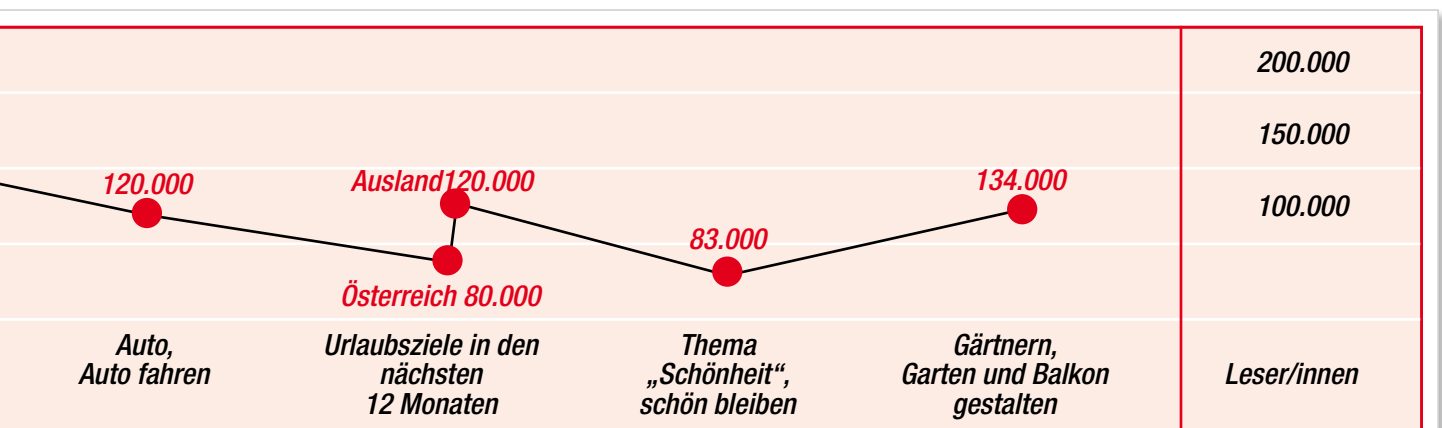 200.000
150.000
100.000
120.000
Ausland120.000
134.000
83.000
Österreich 80.000
Auto,
Auto fahren
Urlaubsziele in den
nächsten
12 Monaten
Thema
„Schönheit“,
schön bleiben
Gärtnern,
Garten und Balkon
gestalten
Leser/innen